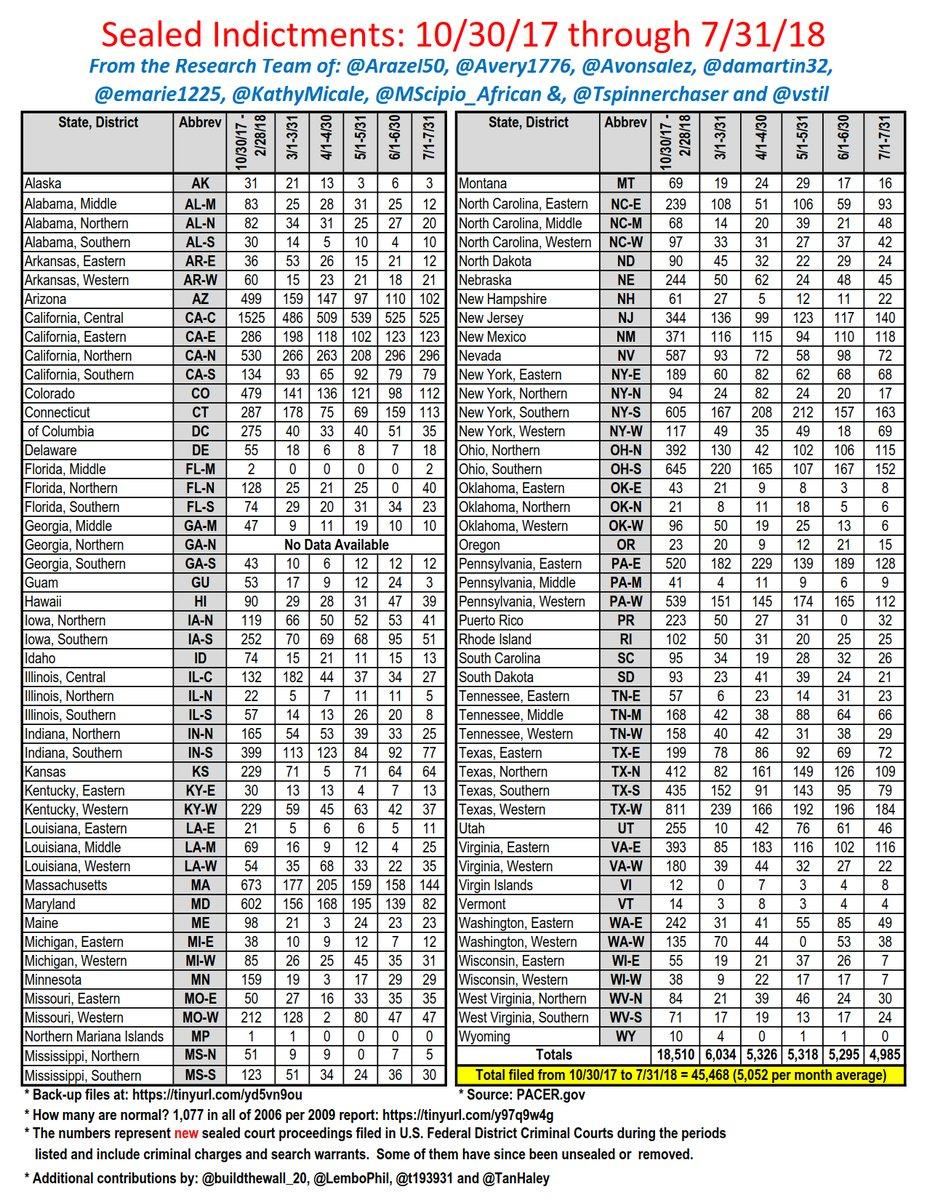 Sealed Indictments: 10/30/17 through 7/31/18
From the Research Team of: @Arazel50, @Avery1776, @Avonsalez, @damartin32,
@emarie1225, @KathyMicale, @MScipio_African &, @Tspinnerchaser and @vstil
State, District Abbrev 10/30/17 - 2/28/18 3/1-3/31 4/1-4/30 5/1-5/31 6/1-6/30 7/1-7/31
Alaska AK 31 21 13 3 6 3
Alabama, Middle AL-M 83 25 28 31 25 12
Alabama, Northern AL-N 82 34 31 25 27 20
Alabama, Southern AL-S 30 14 5 10 4 10
Arkansas, Eastern AR-E 36 53 26 15 21 12
Arkansas, Western AR-W 60 15 23 21 18 21
Arizona AZ 499 159 147 97 110 102
California, Central CA-C 1525 486 509 539 525 525
California, Eastern CA-E 286 198 118 102 123 123
California, Northern CA-N 530 266 263 208 296 296
California, Southern CA-S 134 93 65 92 79 79
Colorado CO 479 141 136 121 98 112
Connecticut CT 287 178 75 69 159 113
of Columbia DC 275 40 33 40 51 35
Delaware DE 55 18 6 8 7 18
Florida, Middle FL-M 2 0 0 0 0 2
Florida, Northern FL-N 128 25 21 25 0 40
Florida, Southern FL-S 74 29 20 31 34 23
Georgia, Middle GA-M 47 9 11 19 10 10
Georgia, Northern GA-N No Data Available
Georgia, Southern GA-S 43 10 6 12 12 12
Guam GU 53 17 9 12 24 3
Hawaii HI 90 29 28 31 47 39
Iowa, Northern IA-N 119 66 50 52 53 41
Iowa, Southern IA-S 252 70 69 68 95 51
Idaho ID 74 15 21 11 15 13
Illinois, Central IL-C 132 182 44 37 34 27
Illinois, Northern IL-N 22 5 7 11 11 5
Illinois, Southern IL-S 57 14 13 26 20 8
Indiana, Northern IN-N 165 54 53 39 33 25
Indiana, Southern IN-S 399 113 123 84 92 77
Kansas KS 229 71 5 71 64 64
Kentucky, Eastern KY-E 30 13 13 4 7 13
Kentucky, Western KY-W 229 59 45 63 42 37
Louisiana, Eastern LA-E 21 5 6 6 5 11
Louisiana, Middle LA-M 69 16 9 12 4 25
Louisiana, Western LA-W 54 35 68 33 22 35
Massachusetts MA 673 177 205 159 158 144
Maryland MD 602 156 168 195 139 82
Maine ME 98 21 3 24 23 23
Michigan, Eastern MI-E 38 10 9 12 7 12
Michigan, Western MI-W 85 26 25 45 35 31
Minnesota MN 159 19 3 17 29 29
Missouri, Eastern MO-E 50 27 16 33 35 35
Missouri, Western MO-W 212 128 2 80 47 47
Northern Mariana Islands MP 1 1 0 0 0 0
Mississippi, Northern MS-N 51 9 9 0 7 5
Mississippi, Southern MS-S 123 51 34 24 36 30
State, District Abbrev 10/30/17 - 2/28/18 3/1-3/31 4/1-4/30 5/1-5/31 6/1-6/30 7/1-7/31
Montana MT 69 19 24 29 17 16
North Carolina, Eastern NC-E 239 108 51 106 59 93
North Carolina, Middle NC-M 68 14 20 39 21 48
North Carolina, Western NC-W 97 33 31 27 37 42
North Dakota ND 90 45 32 22 29 24
Nebraska NE 244 50 62 24 48 45
New Hampshire NH 61 27 5 12 11 22
New Jersey NJ 344 136 99 123 117 140
New Mexico NM 371 116 115 94 110 118
Nevada NV 587 93 72 58 98 72
New York, Eastern NY-E 189 60 82 62 68 68
New York, Northern NY-N 94 24 82 24 20 17
New York, Southern NY-S 605 167 208 212 157 163
New York, Western NY-W 117 49 35 49 18 69
Ohio, Northern OH-N 392 130 42 102 106 115
Ohio, Southern OH-S 645 220 165 107 167 152
Oklahoma, Eastern OK-E 43 21 9 8 3 8
Oklahoma, Northern OK-N 21 8 11 18 5 6
Oklahoma, Western OK-W 96 50 19 25 13 6
Oregon OR 23 20 9 12 21 15
Pennsylvania, Eastern PA-E 520 182 229 139 189 128
Pennsylvania, Middle PA-M 41 4 11 9 6 9
Pennsylvania, Western PA-W 539 151 145 174 165 112
Puerto Rico PR 223 50 27 31 0 32
Rhode Island RI 102 50 31 20 25 25
South Carolina SC 95 34 19 28 32 26
South Dakota SD 93 23 41 39 24 21
Tennessee, Eastern TN-E 57 6 23 14 31 23
Tennessee, Middle TN-M 168 42 38 88 64 66
Tennessee, Western TN-W 158 40 42 31 38 29
Texas, Eastern TX-E 199 78 86 92 69 72
Texas, Northern TX-N 412 82 161 149 126 109
Texas, Southern TX-S 435 152 91 143 95 79
Texas, Western TX-W 811 239 166 192 196 184
Utah UT 255 10 42 76 61 46
Virginia, Eastern VA-E 393 85 183 116 102 116
Virginia, Western VA-W 180 39 44 32 27 22
Virgin Islands VI 12 0 7 3 4 8
Vermont VT 14 3 8 3 4 4
Washington, Eastern WA-E 242 31 41 55 85 49
Washington, Western WA-W 135 70 44 0 53 38
Wisconsin, Eastern WI-E 55 19 21 37 26 7
Wisconsin, Western WI-W 38 9 22 17 17 7
West Virginia, Northern WV-N 84 21 39 46 24 30
West Virginia, Southern WV-S 71 17 19 13 17 24
Wyoming WY 10 4 0 1 1 0
Totals 18,510 6,034 5,326 5,318 5,295 4,985
Total filed from 10/30/17 to 7/31/18 = 45,468 (5,052 per month average)
* Back-up files at: https://tinyurl.com/yd5vn9ou
* Source: PACER.gov
* How many are normal? 1,077 in all of 2006 per 2009 report: https://tinyurl.com/y97q9w4g
* The numbers represent new sealed court proceedings filed in U.S. Federal District Criminal Courts during the periods
listed and include criminal charges and search warrants. Some of them have since been unsealed or removed.
* Additional contributions by: @buildthewall_20, @LemboPhil, @t193931 and @TanHaley